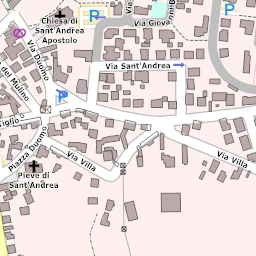 Chiesa di
Sant'Andrea
Apostolo
P
Via Giova
Via Duomo
Via Sant'Andrea
del Mulino
P
Giglio
Piazza Duomo
Via Villa
Via Villa
Pieve di
Sant'Andrea